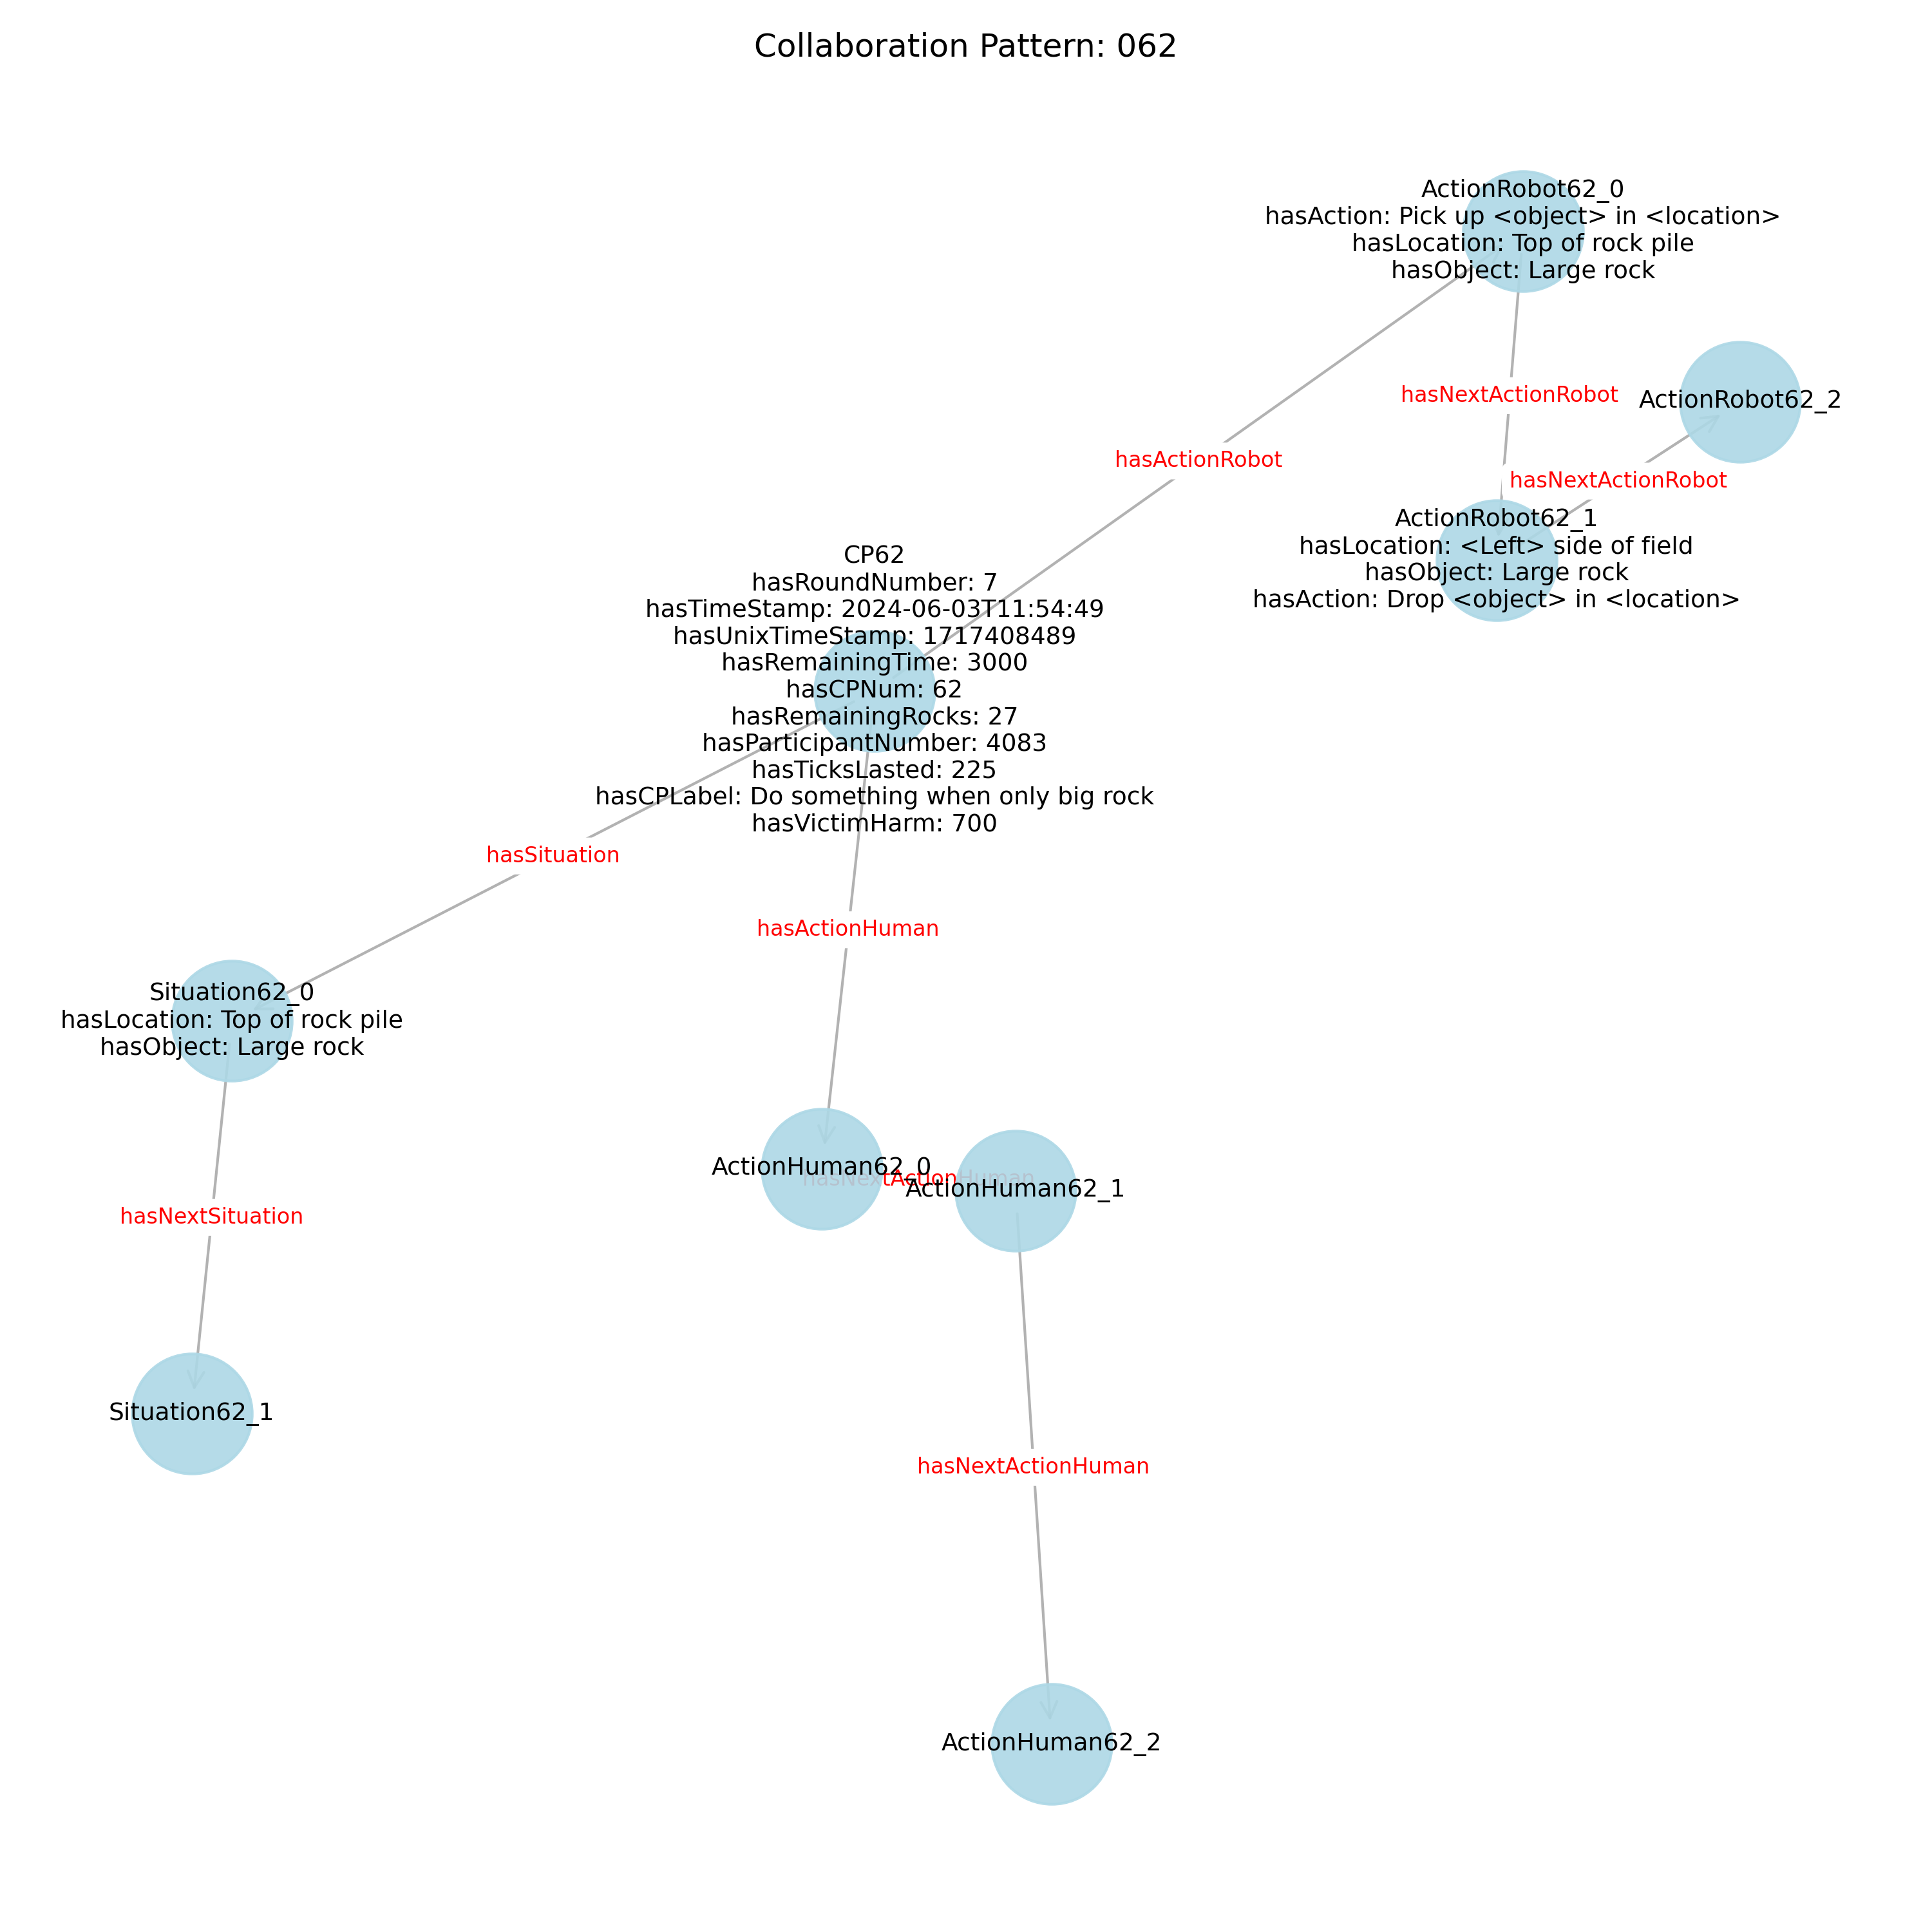 Collaboration Pattern: 062
ActionRobot62_0
hasAction: Pick up <object> in <location>
hasLocation: Top of rock pile
hasObject: Large rock
hasNextActionRobot
ActionRobot62_2
hasActionRobot
hasNextActionRobot
ActionRobot62_1
hasLocation: <Left> side of field
hasObject: Large rock
hasAction: Drop <object> in <location>
CP62
hasRoundNumber: 7
hasTimeStamp: 2024-06-03T11:54:49
hasUnixTimeStamp: 1717408489
hasRemainingTime: 3000
hasCPNum: 62
hasRemainingRocks: 27
hasParticipantNumber: 4083
hasTicksLasted: 225
hasCPLabel: Do something when only big rock
hasVictimHarm: 700
hasSituation
hasActionHuman
Situation62_0
hasLocation: Top of rock pile
hasObject: Large rock
ActionHuman62_0
hasNextActionHuman
ActionHuman62_1
hasNextSituation
Situation62_1
hasNextActionHuman
ActionHuman62_2